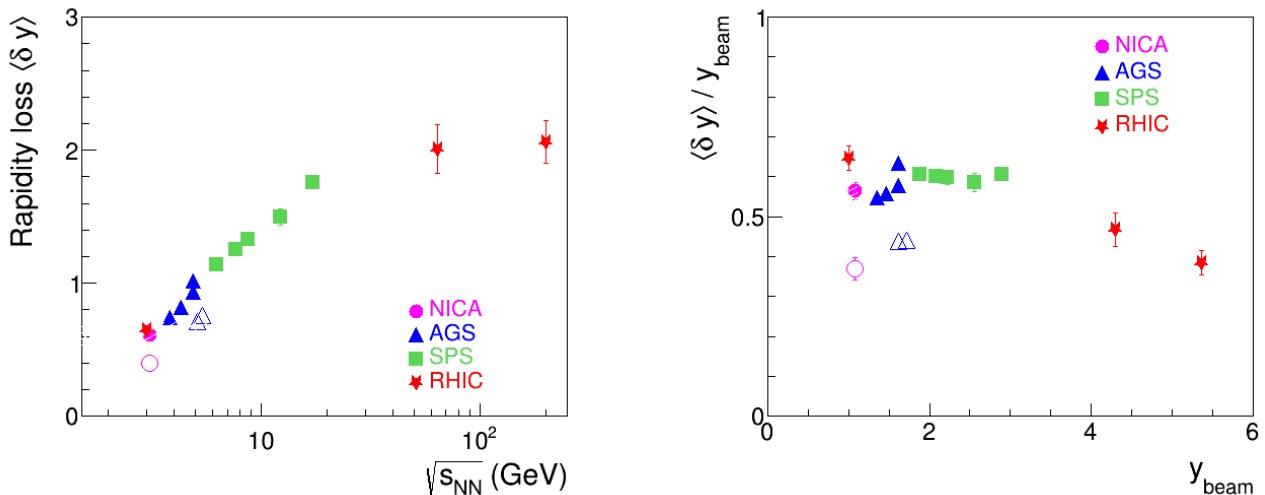 Rapidity loss ⟨δ y⟩
3
2
1
0
10
10²
√s_NN (GeV)
NICA
AGS
SPS
RHIC
⟨δ y⟩ / y_beam
1
0.5
0
0
2
4
6
y_beam
NICA
AGS
SPS
RHIC